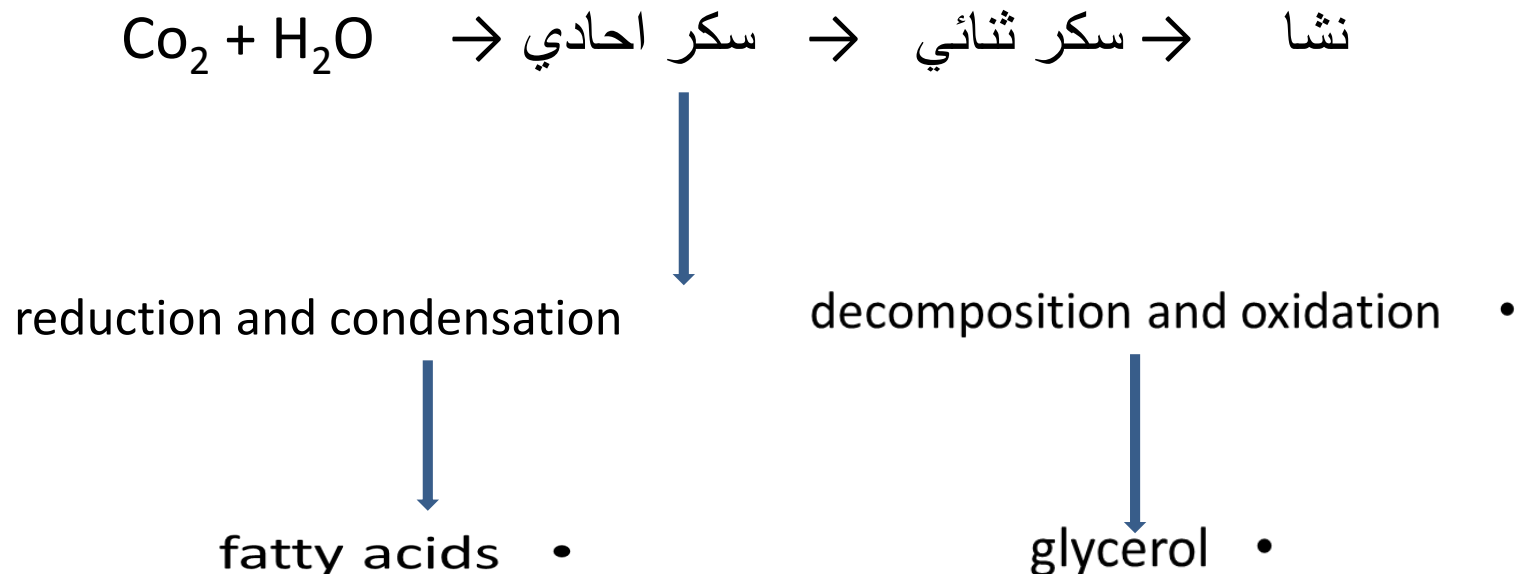 Co₂ + H₂O → سكر احادي → سكر ثنائي → نشا
reduction and condensation
decomposition and oxidation •
fatty acids •
glycerol •